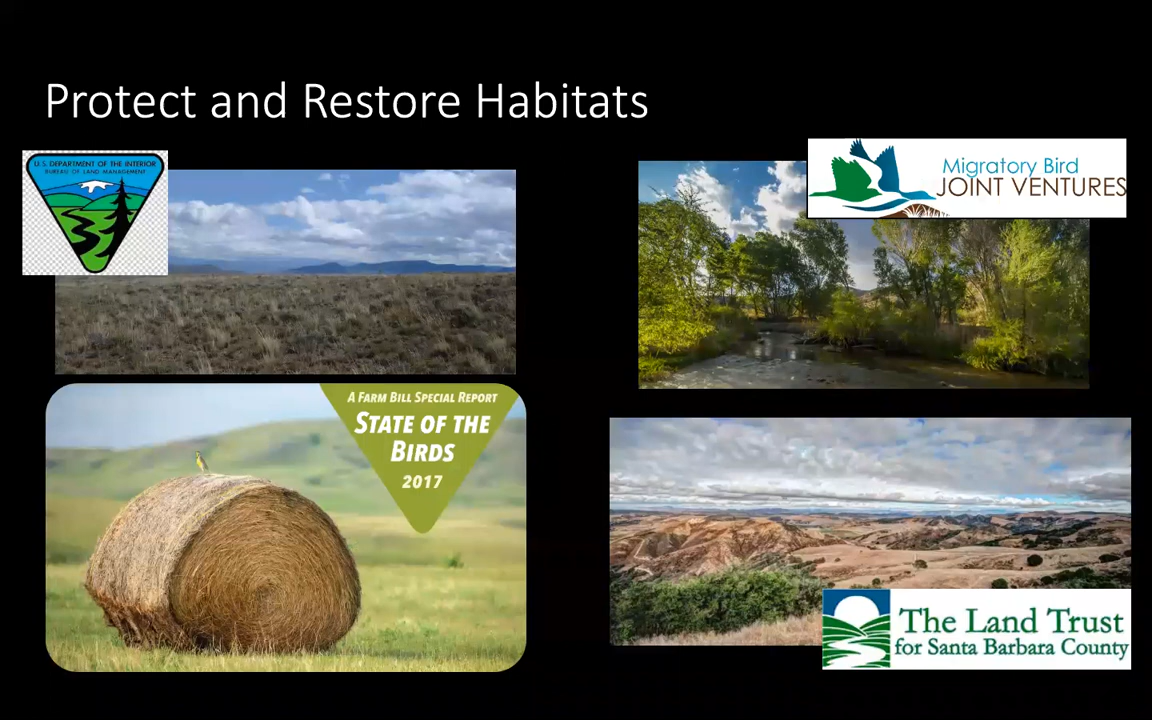 Protect and Restore Habitats
U.S. DEPARTMENT OF THE INTERIOR
BUREAU OF LAND MANAGEMENT
Migratory Bird
JOINT VENTURES
A FARM BILL SPECIAL REPORT
STATE OF THE
BIRDS
2017
The Land Trust
for Santa Barbara County